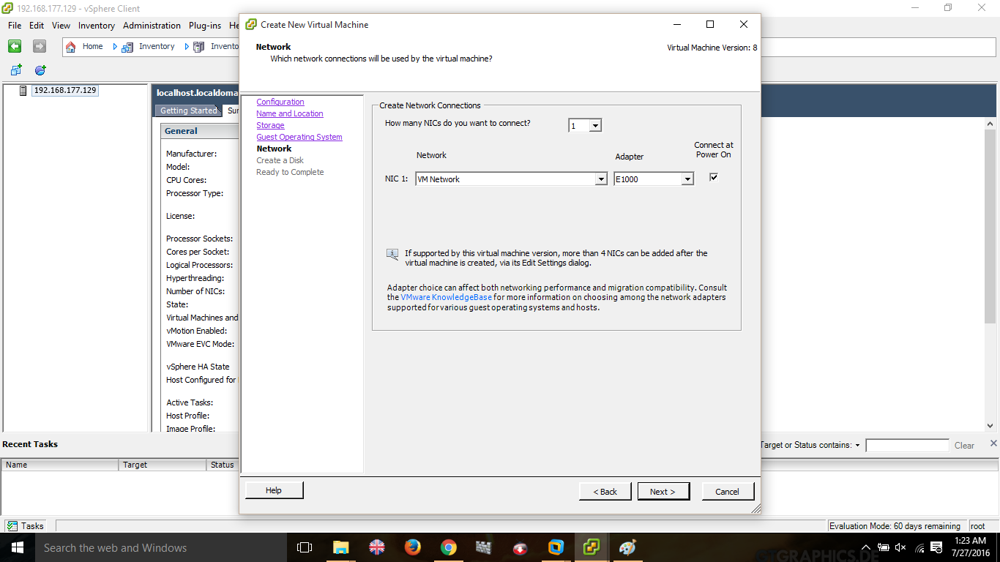 192.168.177.129 - vSphere Client
File Edit View Inventory Administration Plug-ins He
Home Inventory Invento
192.168.177.129
localhost.localdoma
Getting Started Sur
General
Manufacturer:
Model:
CPU Cores:
Processor Type:
License:
Processor Sockets:
Cores per Socket:
Logical Processors:
Hyperthreading:
Number of NICs:
State:
Virtual Machines and
vMotion Enabled:
VMware EVC Mode:
vSphere HA State
Host Configured for
Active Tasks:
Host Profile:
Image Profile:
Create New Virtual Machine
Network
Which network connections will be used by the virtual machine?
Virtual Machine Version: 8
Configuration
Name and Location
Storage
Guest Operating System
Network
Create a Disk
Ready to Complete
Create Network Connections
How many NICs do you want to connect? 1
Network Adapter Connect at
Power On
NIC 1: VM Network E1000
If supported by this virtual machine version, more than 4 NICs can be added after the
virtual machine is created, via its Edit Settings dialog.
Adapter choice can affect both networking performance and migration compatibility. Consult
the VMware KnowledgeBase for more information on choosing among the network adapters
supported for various guest operating systems and hosts.
Help < Back Next > Cancel
Recent Tasks
Target or Status contains: Clear
Name Target Status
Tasks Evaluation Mode: 60 days remaining root
Search the web and Windows
1:23 AM
7/27/2016
GRAPHICS.DE